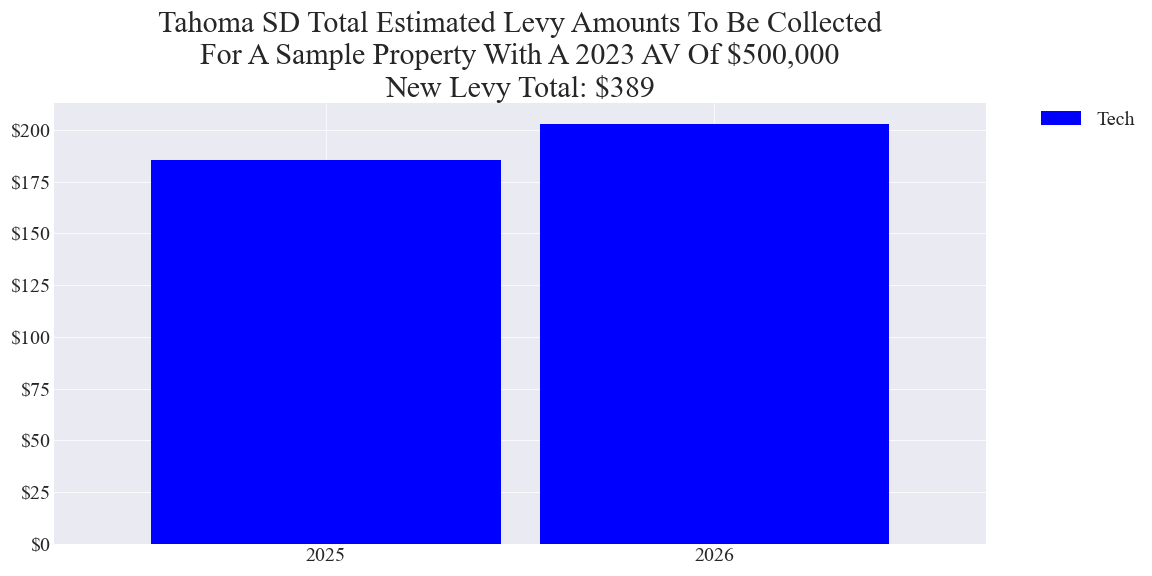 Tahoma SD Total Estimated Levy Amounts To Be Collected
For A Sample Property With A 2023 AV Of $500,000
New Levy Total: $389
Tech
$200
$175
$150
$125
$100
$75
$50
$25
$0
2025
2026